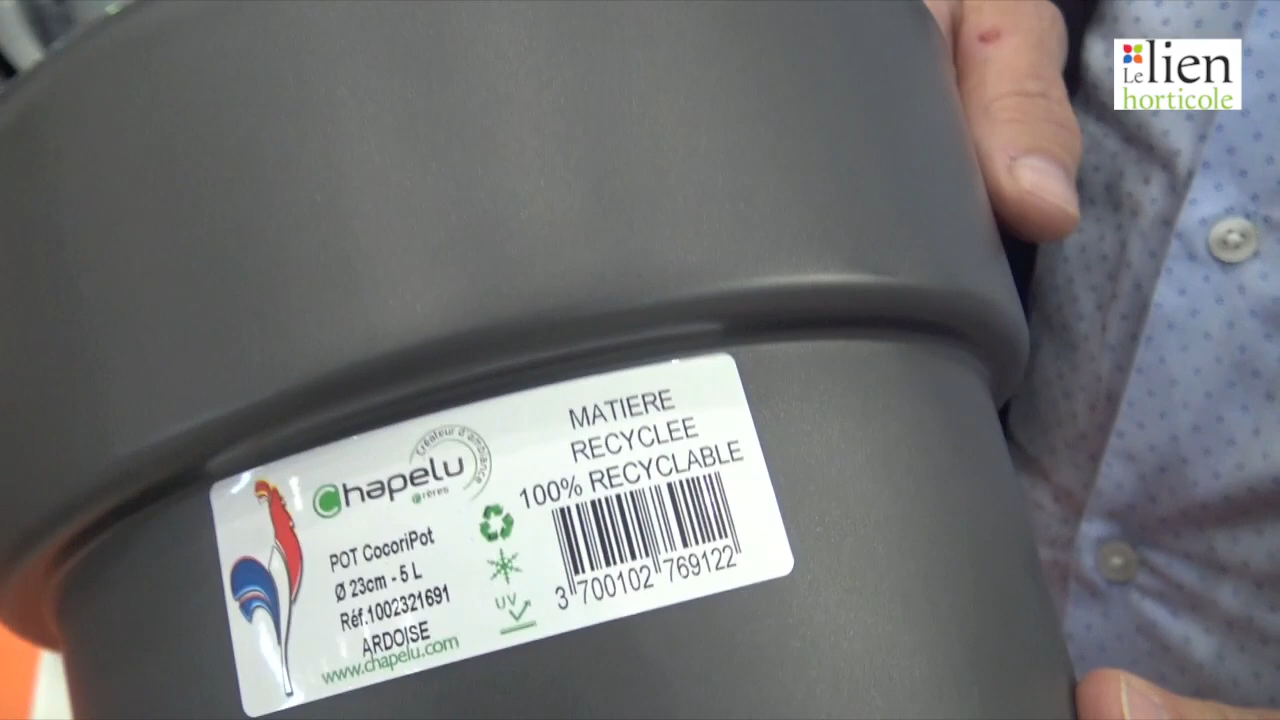 Le lien
horticole
Chapelu
Frères
Créateur d'ambiance
POT CocoriPot
Ø 23cm - 5 L
Réf.1002321691
ARDOISE
www.chapelu.com
UV
MATIERE
RECYCLEE
100% RECYCLABLE
3 700102 769122